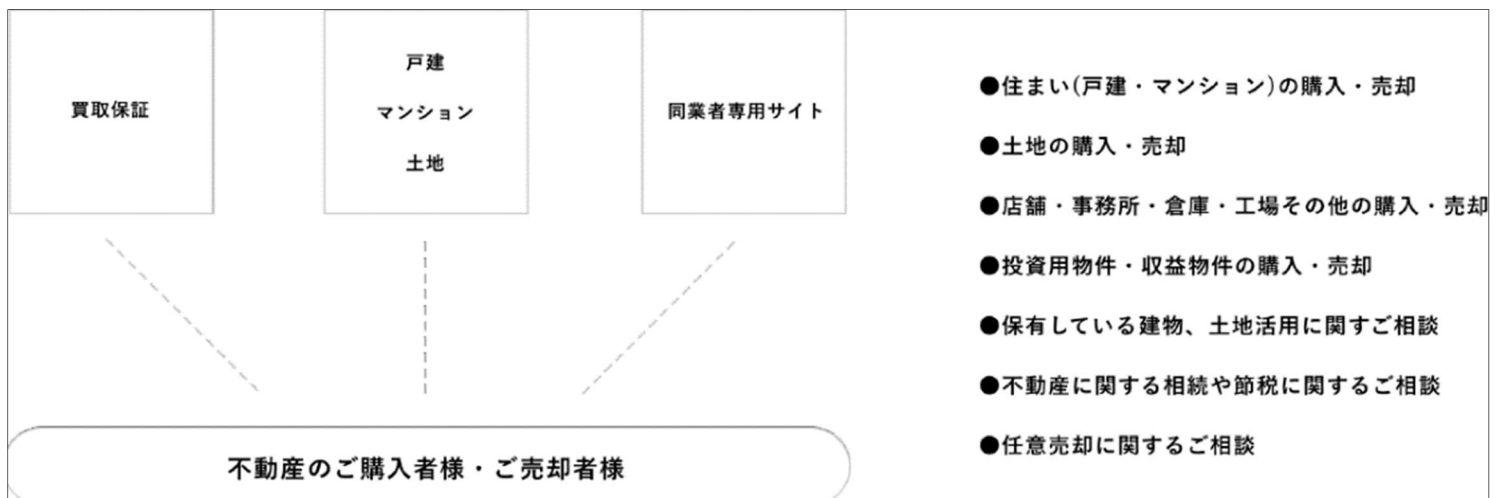 買取保証
戸建
マンション
土地
同業者専用サイト
不動産のご購入者様・ご売却者様
●住まい(戸建・マンション)の購入・売却
●土地の購入・売却
●店舗・事務所・倉庫・工場その他の購入・売却
●投資用物件・収益物件の購入・売却
●保有している建物、土地活用に関すご相談
●不動産に関する相続や節税に関するご相談
●任意売却に関するご相談